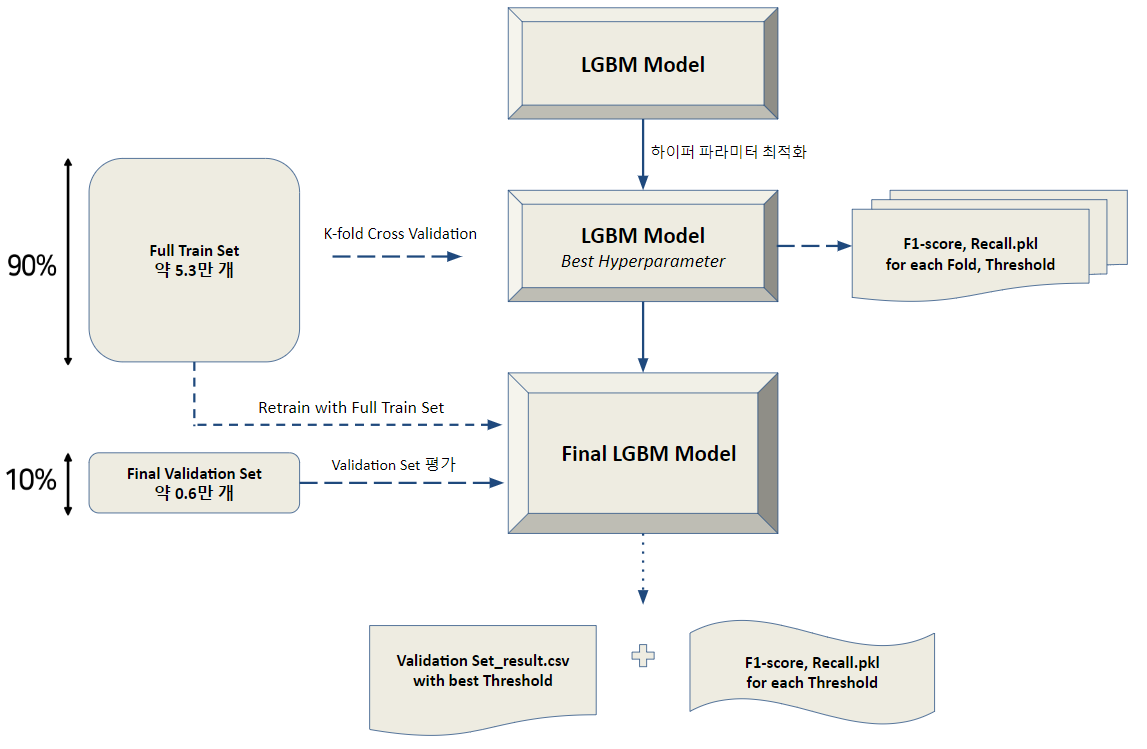 LGBM Model
하이퍼 파라미터 최적화
90%
Full Train Set
약 5.3만 개
K-fold Cross Validation
LGBM Model
Best Hyperparameter
F1-score, Recall.pkl
for each Fold, Threshold
Retrain with Full Train Set
10%
Final Validation Set
약 0.6만 개
Validation Set 평가
Final LGBM Model
Validation Set_result.csv
with best Threshold
F1-score, Recall.pkl
for each Threshold